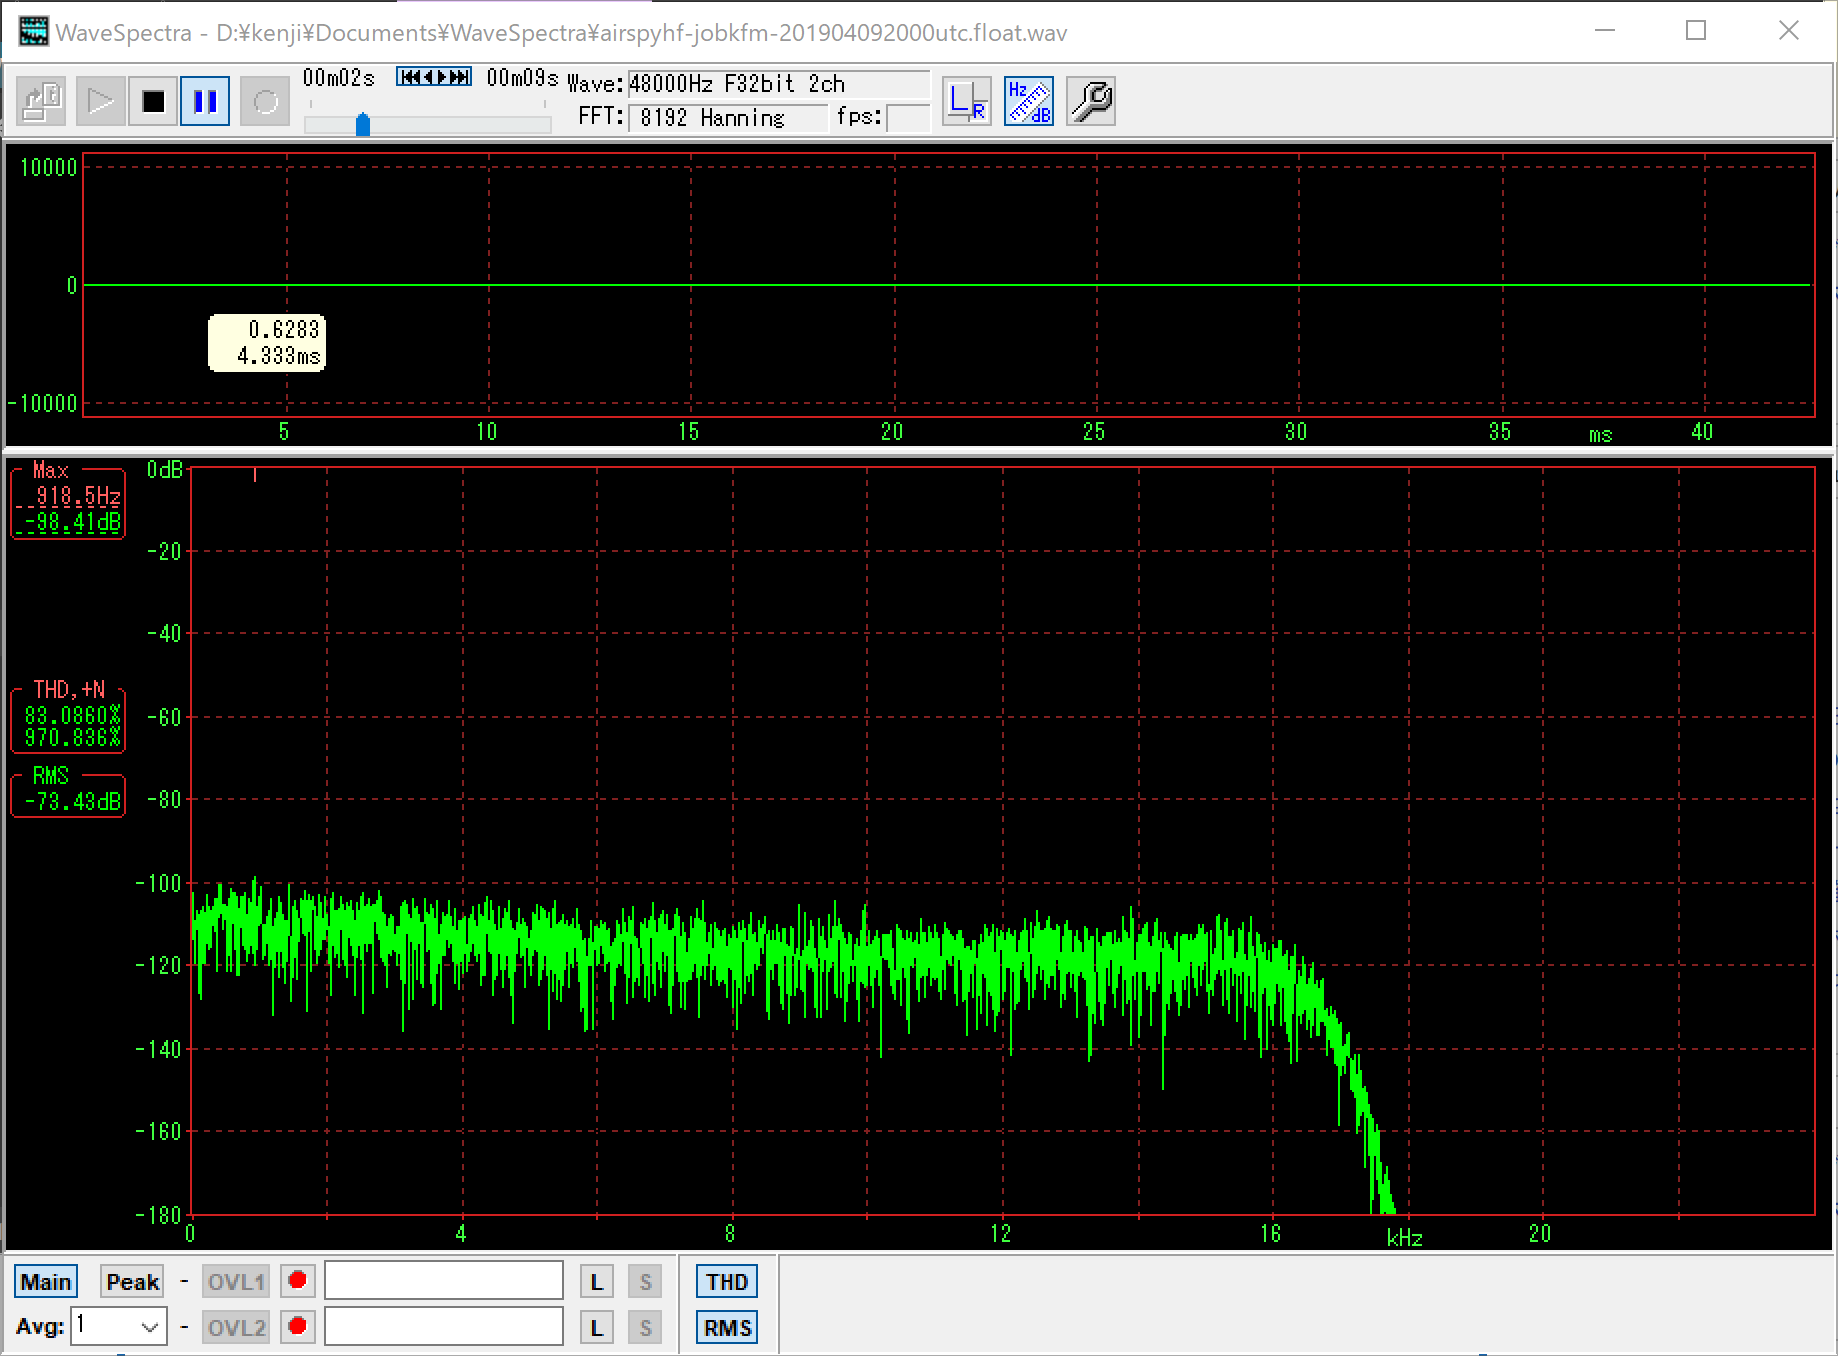 WaveSpectra - D:¥kenji¥Documents¥WaveSpectra¥airspyhf-jobkfm-201904092000utc.float.wav
00m02s 00m09s Wave: 48000Hz F32bit 2ch
FFT: 8192 Hanning fps:
L R
Hz dB
10000
0
-10000
0.6283
4.333ms
5 10 15 20 25 30 35 ms 40
Max
918.5Hz
-98.41dB
THD,+N
83.0860%
970.836%
RMS
-73.43dB
0dB
-20
-40
-60
-80
-100
-120
-140
-160
-180
0 4 8 12 16 kHz 20
Main Peak - OVL1 L S THD
Avg: 1 - OVL2 L S RMS